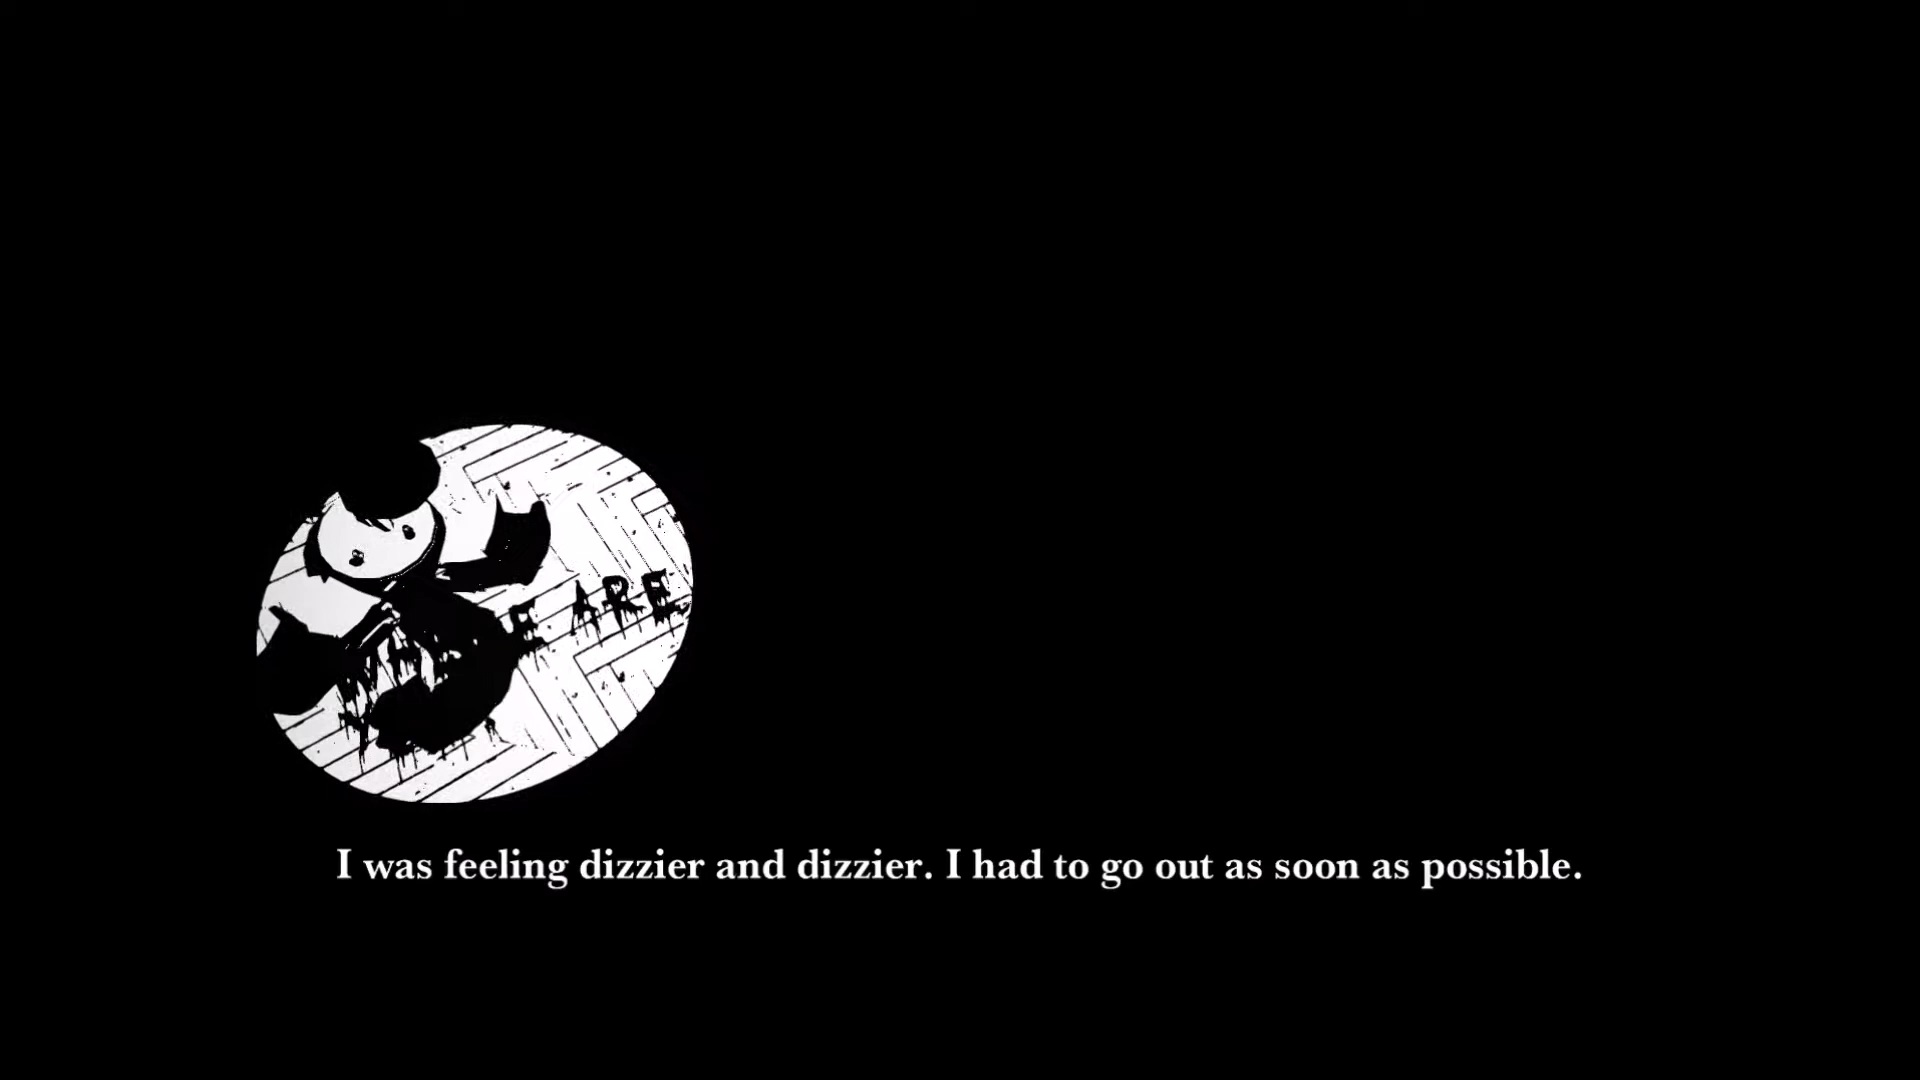 ARE
I was feeling dizzier and dizzier. I had to go out as soon as possible.